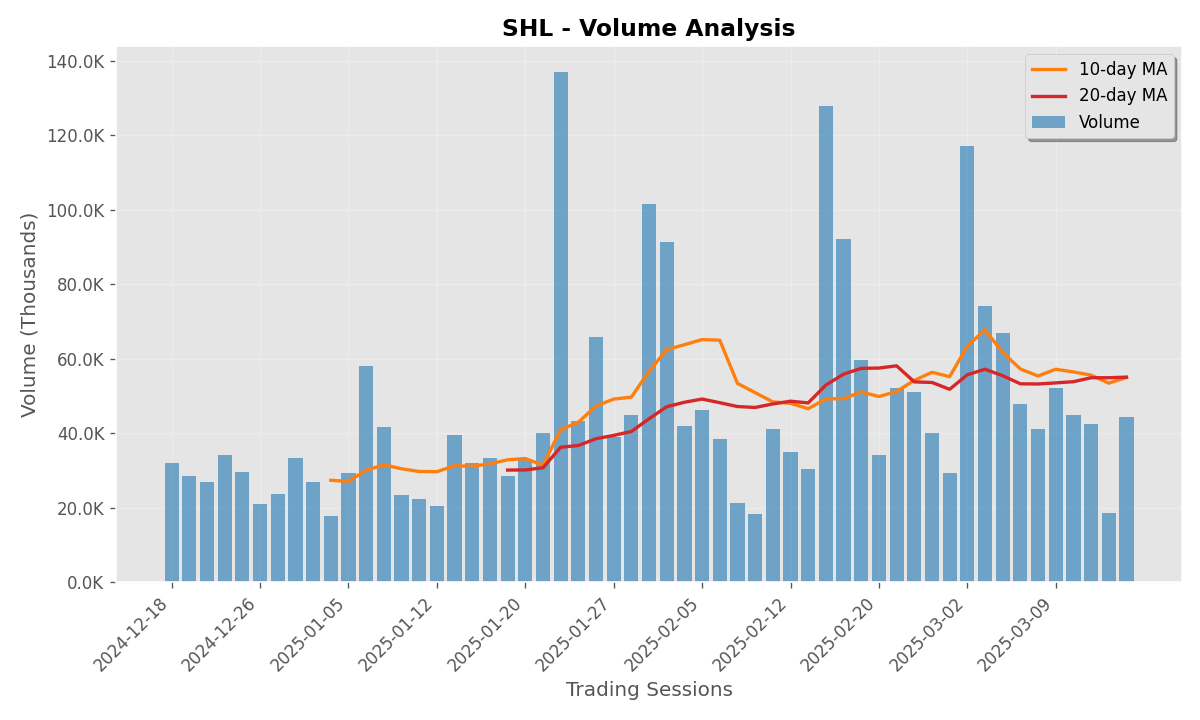 SHL - Volume Analysis
140.0K
120.0K
100.0K
80.0K
60.0K
40.0K
20.0K
0.0K
Volume (Thousands)
10-day MA
20-day MA
Volume
2024-12-18
2024-12-26
2025-01-05
2025-01-12
2025-01-20
2025-01-27
2025-02-05
2025-02-12
2025-02-20
2025-03-02
2025-03-09
Trading Sessions